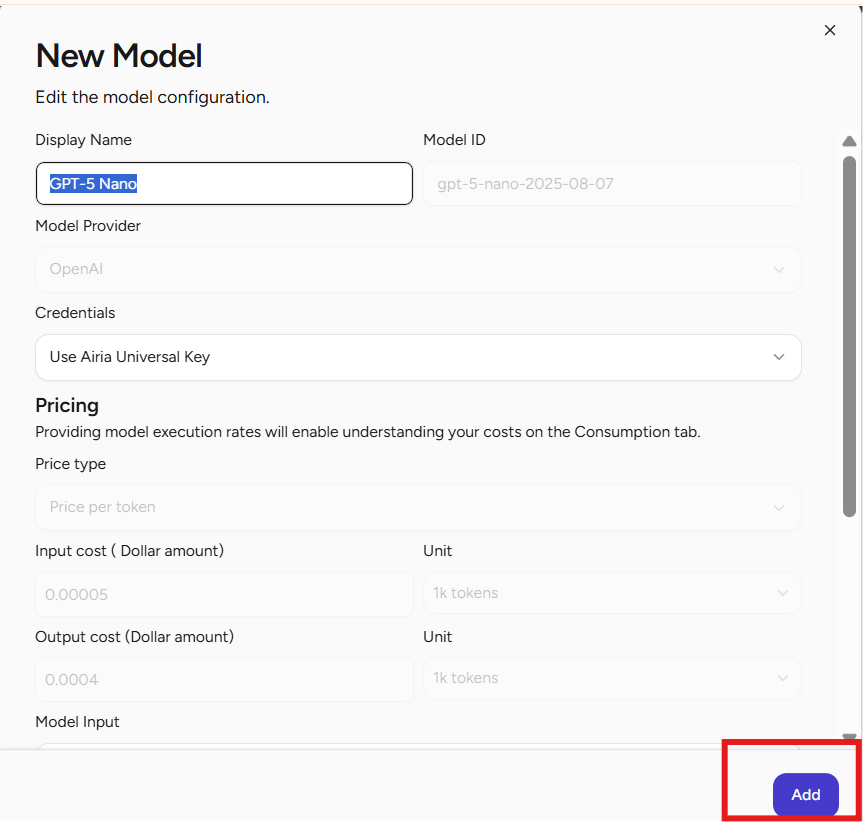 New Model
Edit the model configuration.
Display Name Model ID
GPT-5 Nano gpt-5-nano-2025-08-07
Model Provider
OpenAI
Credentials
Use Airia Universal Key
Pricing
Providing model execution rates will enable understanding your costs on the Consumption tab.
Price type
Price per token
Input cost ( Dollar amount) Unit
0.00005 1k tokens
Output cost (Dollar amount) Unit
0.0004 1k tokens
Model Input
Add